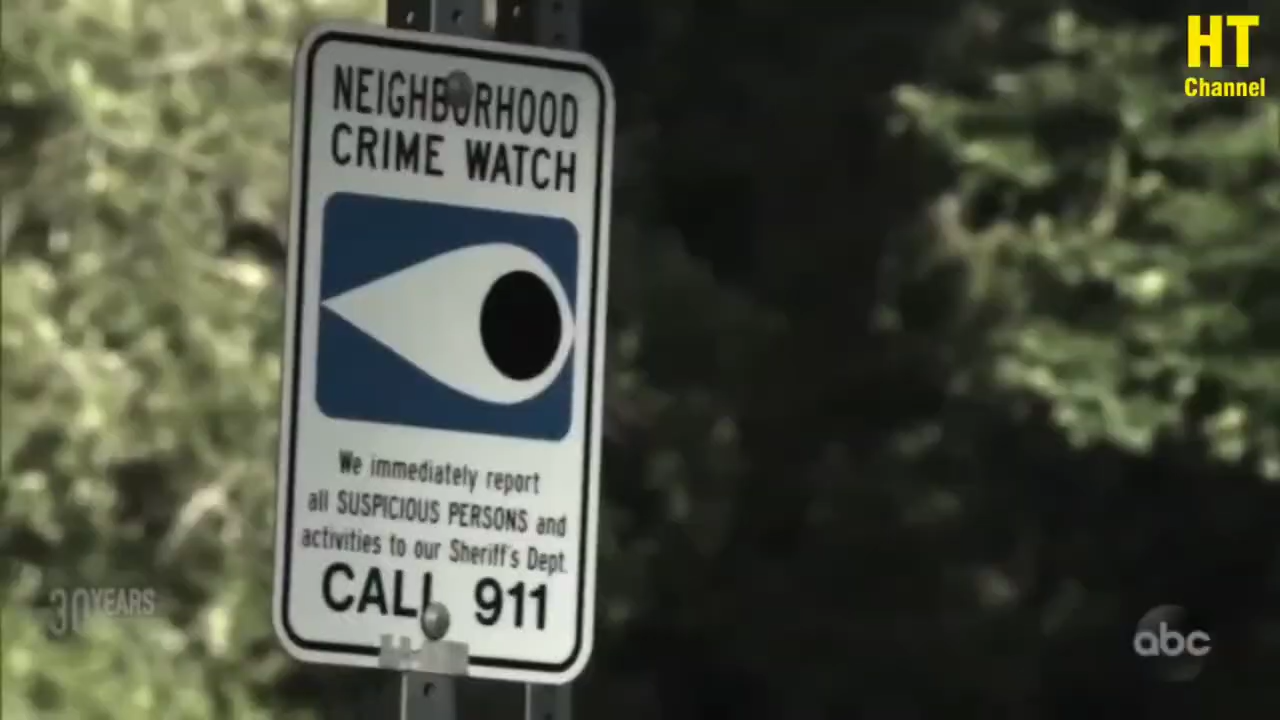 HT
Channel
NEIGHBORHOOD
CRIME WATCH
We immediately report
all SUSPICIOUS PERSONS and
activities to our Sheriff's Dept.
CALL 911
30 YEARS
abc